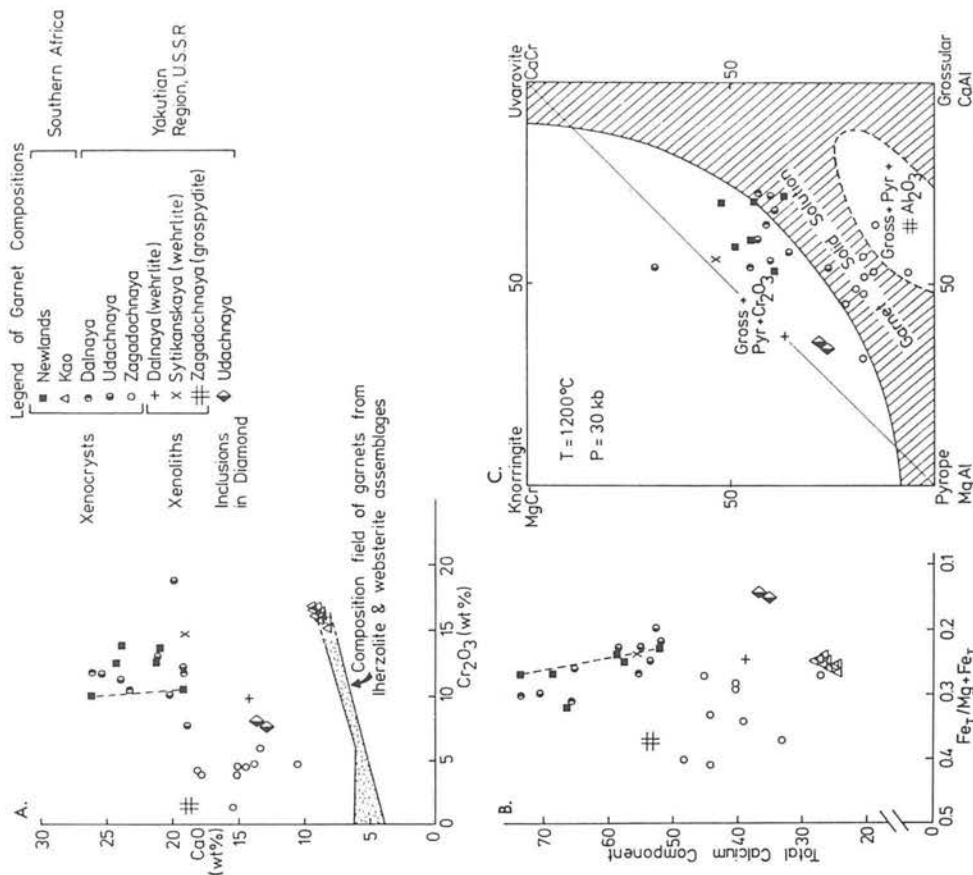 Legend of Garnet Compositions
Xenocrysts
Newlands
Kao
Southern Africa
Dalnaya
Udachnaya
Zagadochnaya
Xenoliths
Dalnaya (wehrlite)
Sytikanskaya (wehrlite)
Zagadochnaya (grospydite)
Yakutian
Region, U.S.S.R
Inclusions
in Diamond
Udachnaya
A.
30
25
20
15
10
5
0
CaO
(wt%)
0
5
10
15
20
Cr2O3 (wt %)
Composition field of garnets from
lherzolite & websterite assemblages
B.
70
60
50
40
30
20
0
Total Calcium
Component
0.5
0.4
0.3
0.2
0.1
FeT/Mg+FeT
C.
Knorringite
MgCr
50
Uvarovite
CaCr
T = 1200°C
P = 30 kb
50
50
Gross +
Pyr + Cr2O3
Garnet Solid Solution
Gross + Pyr +
Al2O3
Pyrope
MgAl
50
Grossular
CaAl